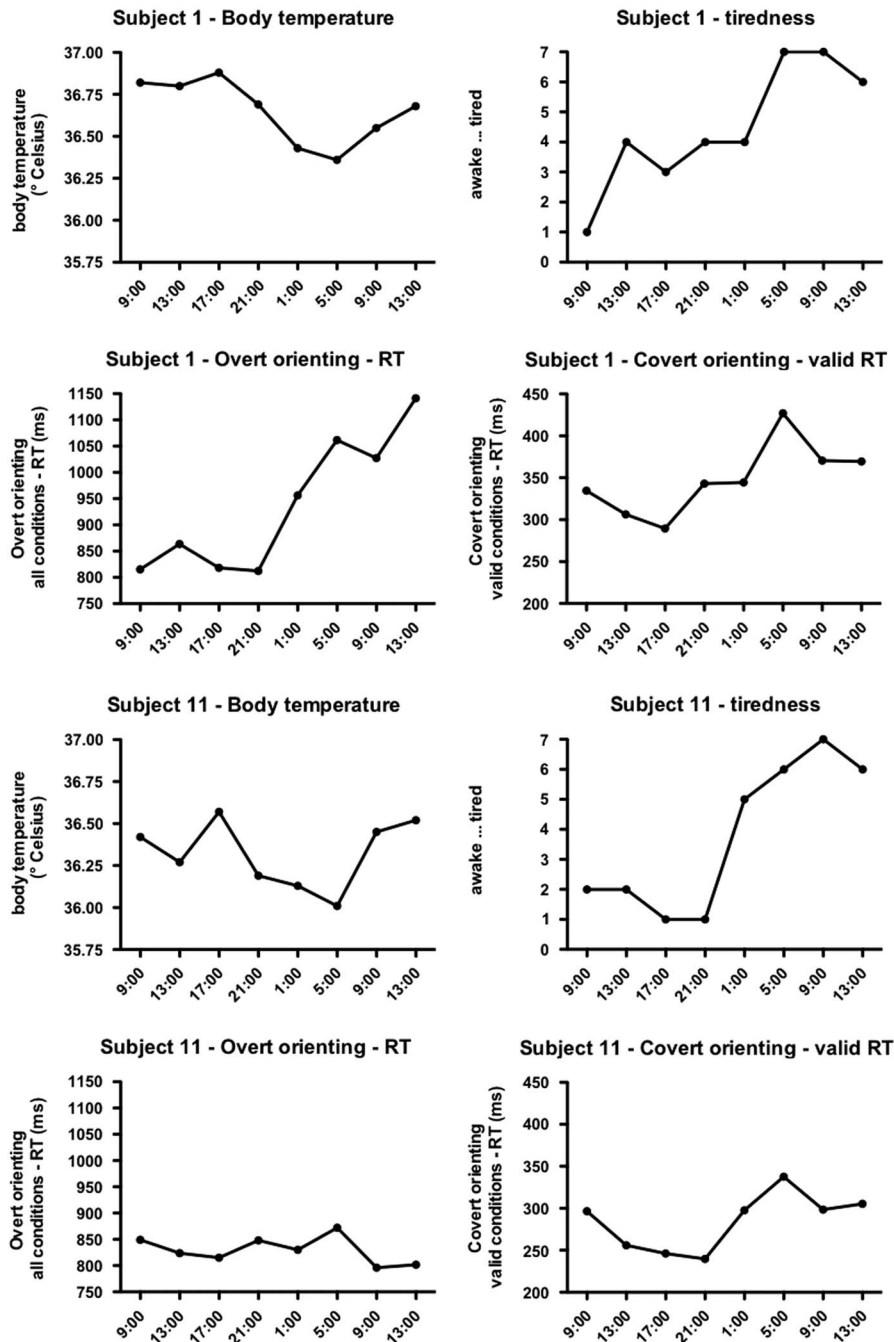 Subject 1 - Body temperature
body temperature
(° Celsius)
37.00
36.75
36.50
36.25
36.00
35.75
9:00 13:00 17:00 21:00 1:00 5:00 9:00 13:00
Subject 1 - tiredness
awake ... tired
7
6
5
4
3
2
1
0
9:00 13:00 17:00 21:00 1:00 5:00 9:00 13:00
Subject 1 - Overt orienting - RT
Overt orienting
all conditions - RT (ms)
1150
1100
1050
1000
950
900
850
800
750
9:00 13:00 17:00 21:00 1:00 5:00 9:00 13:00
Subject 1 - Covert orienting - valid RT
Covert orienting
valid conditions - RT (ms)
450
400
350
300
250
200
9:00 13:00 17:00 21:00 1:00 5:00 9:00 13:00
Subject 11 - Body temperature
body temperature
(° Celsius)
37.00
36.75
36.50
36.25
36.00
35.75
9:00 13:00 17:00 21:00 1:00 5:00 9:00 13:00
Subject 11 - tiredness
awake ... tired
7
6
5
4
3
2
1
0
9:00 13:00 17:00 21:00 1:00 5:00 9:00 13:00
Subject 11 - Overt orienting - RT
Overt orienting
all conditions - RT (ms)
1150
1100
1050
1000
950
900
850
800
750
9:00 13:00 17:00 21:00 1:00 5:00 9:00 13:00
Subject 11 - Covert orienting - valid RT
Covert orienting
valid conditions - RT (ms)
450
400
350
300
250
200
9:00 13:00 17:00 21:00 1:00 5:00 9:00 13:00